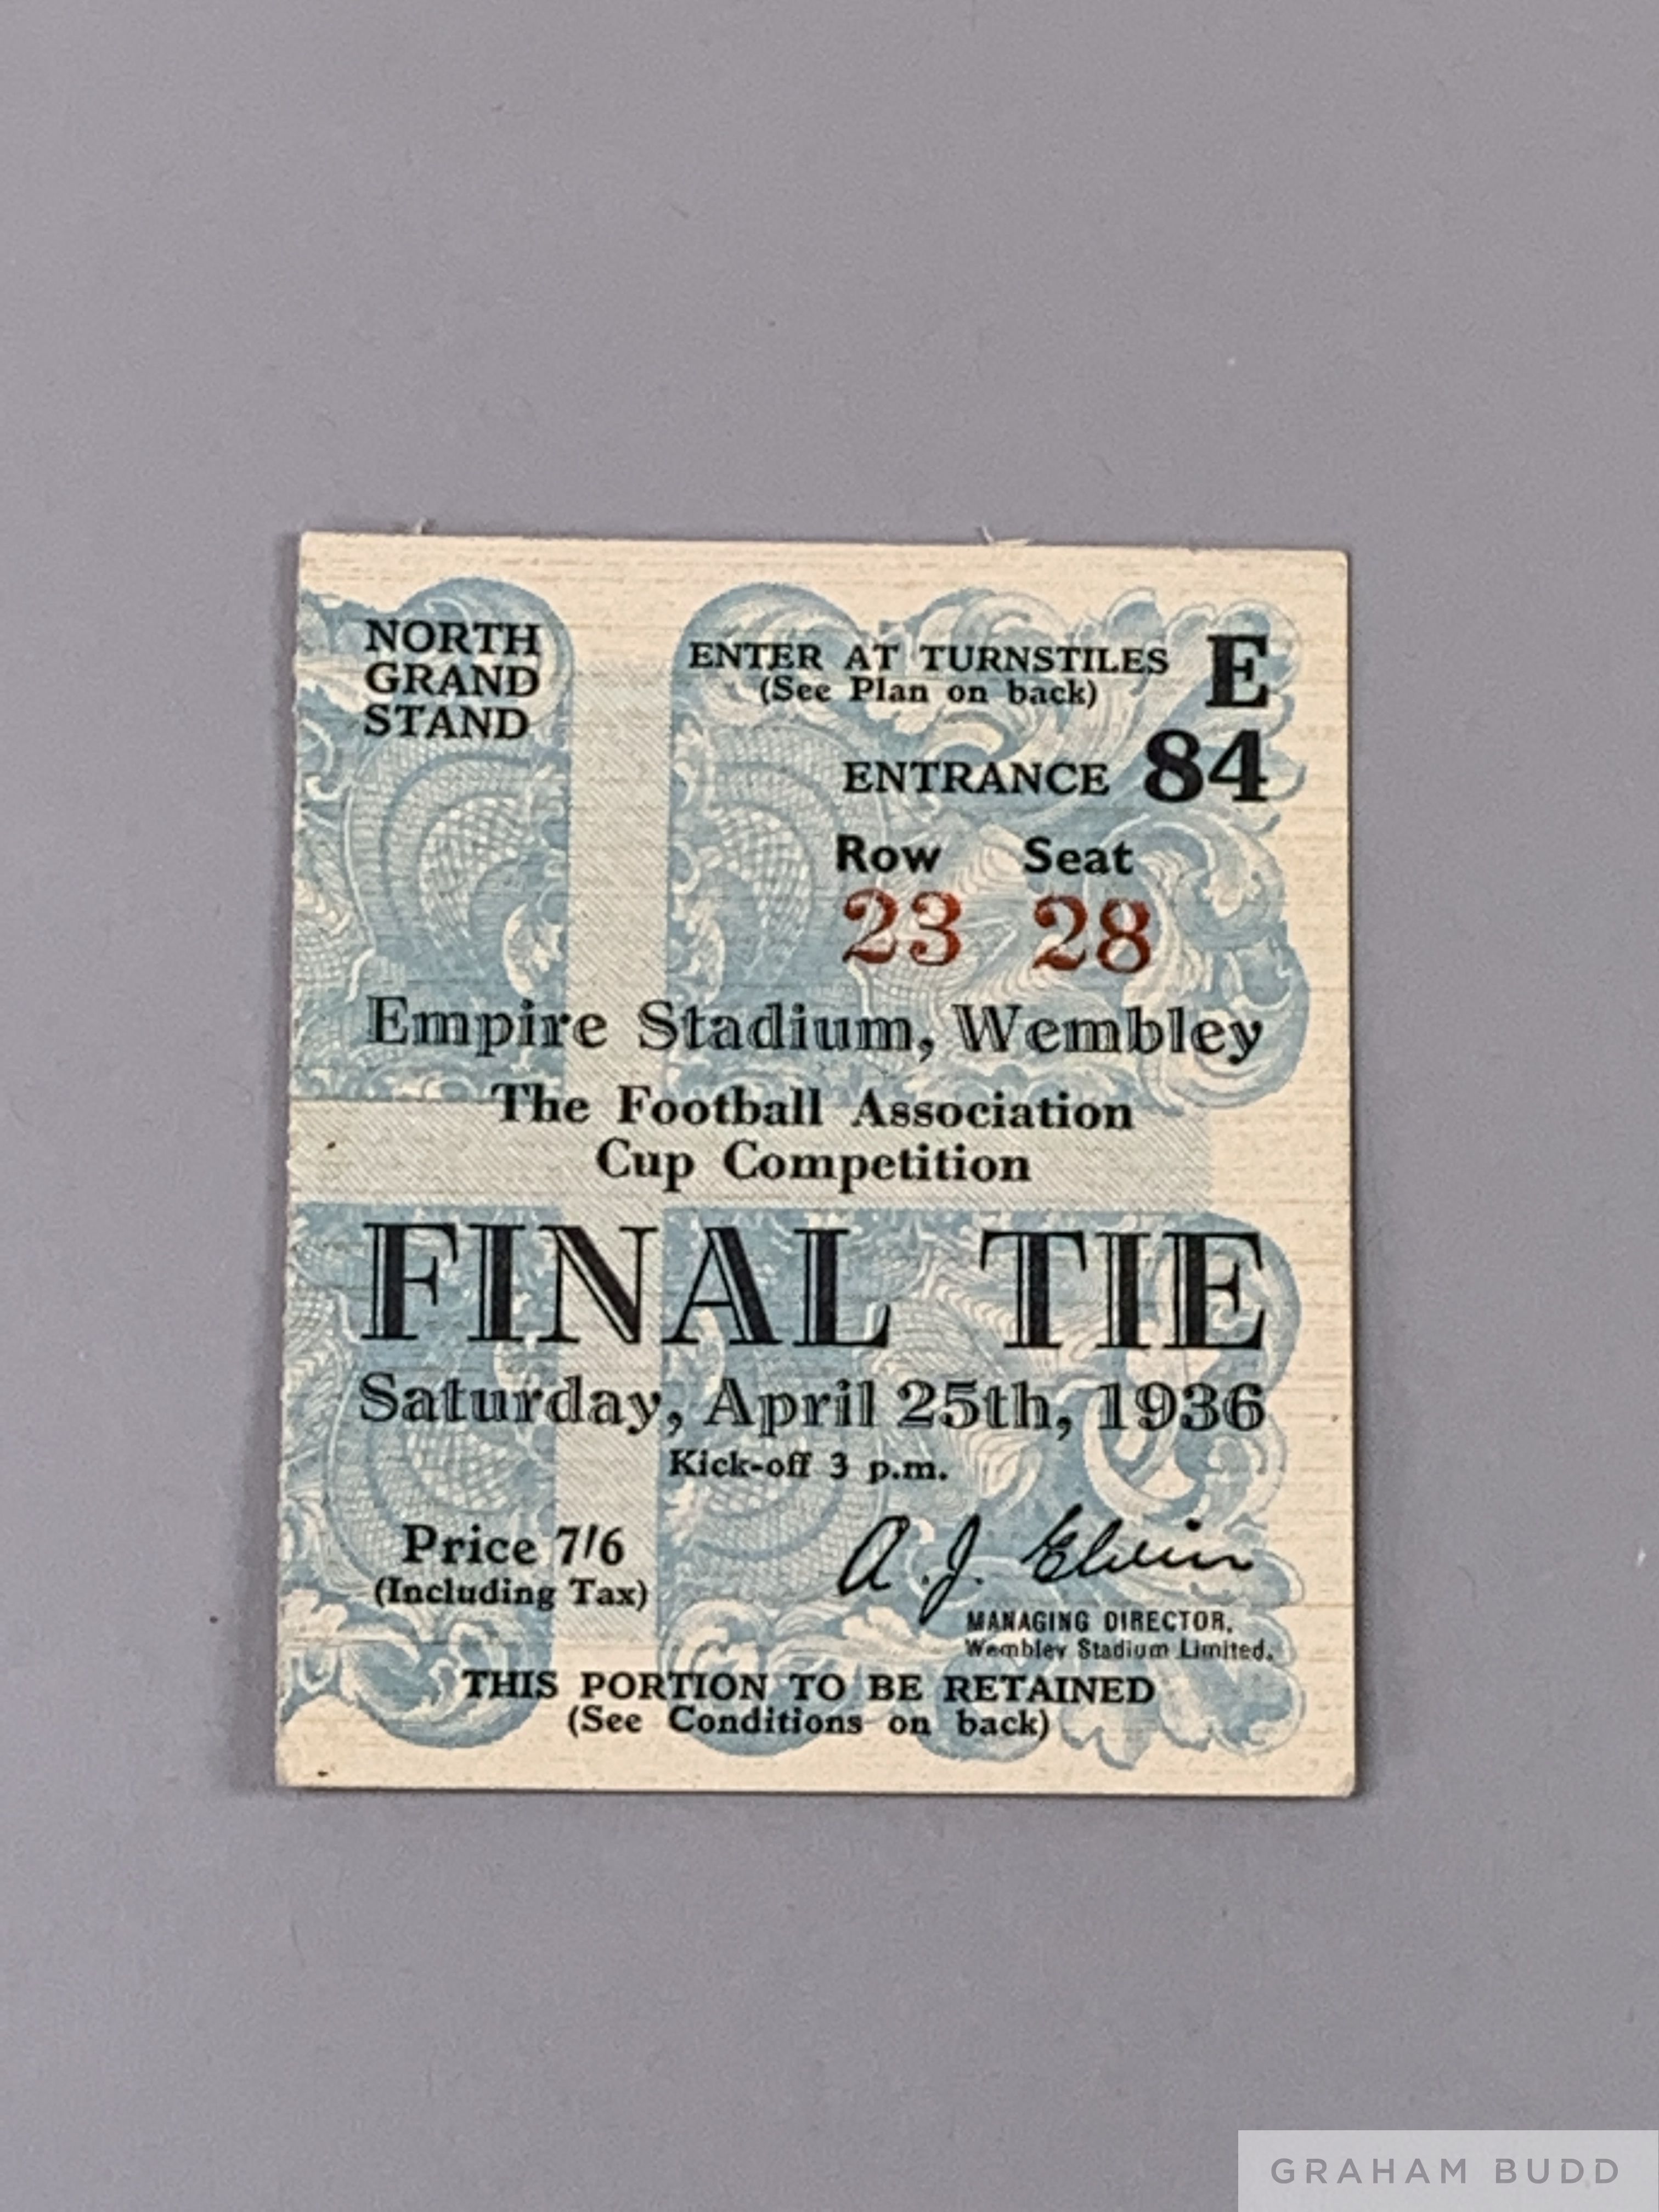 NORTH
GRAND
STAND
ENTER AT TURNSTILES E
(See Plan on back)
ENTRANCE 84
Row Seat
23 28
Empire Stadium, Wembley
The Football Association
Cup Competition
FINAL TIE
Saturday, April 25th, 1936
Kick-off 3 p.m.
Price 7/6
(Including Tax)
A. J. Elvin
MANAGING DIRECTOR,
Wembley Stadium Limited.
THIS PORTION TO BE RETAINED
(See Conditions on back)
GRAHAM BUDD